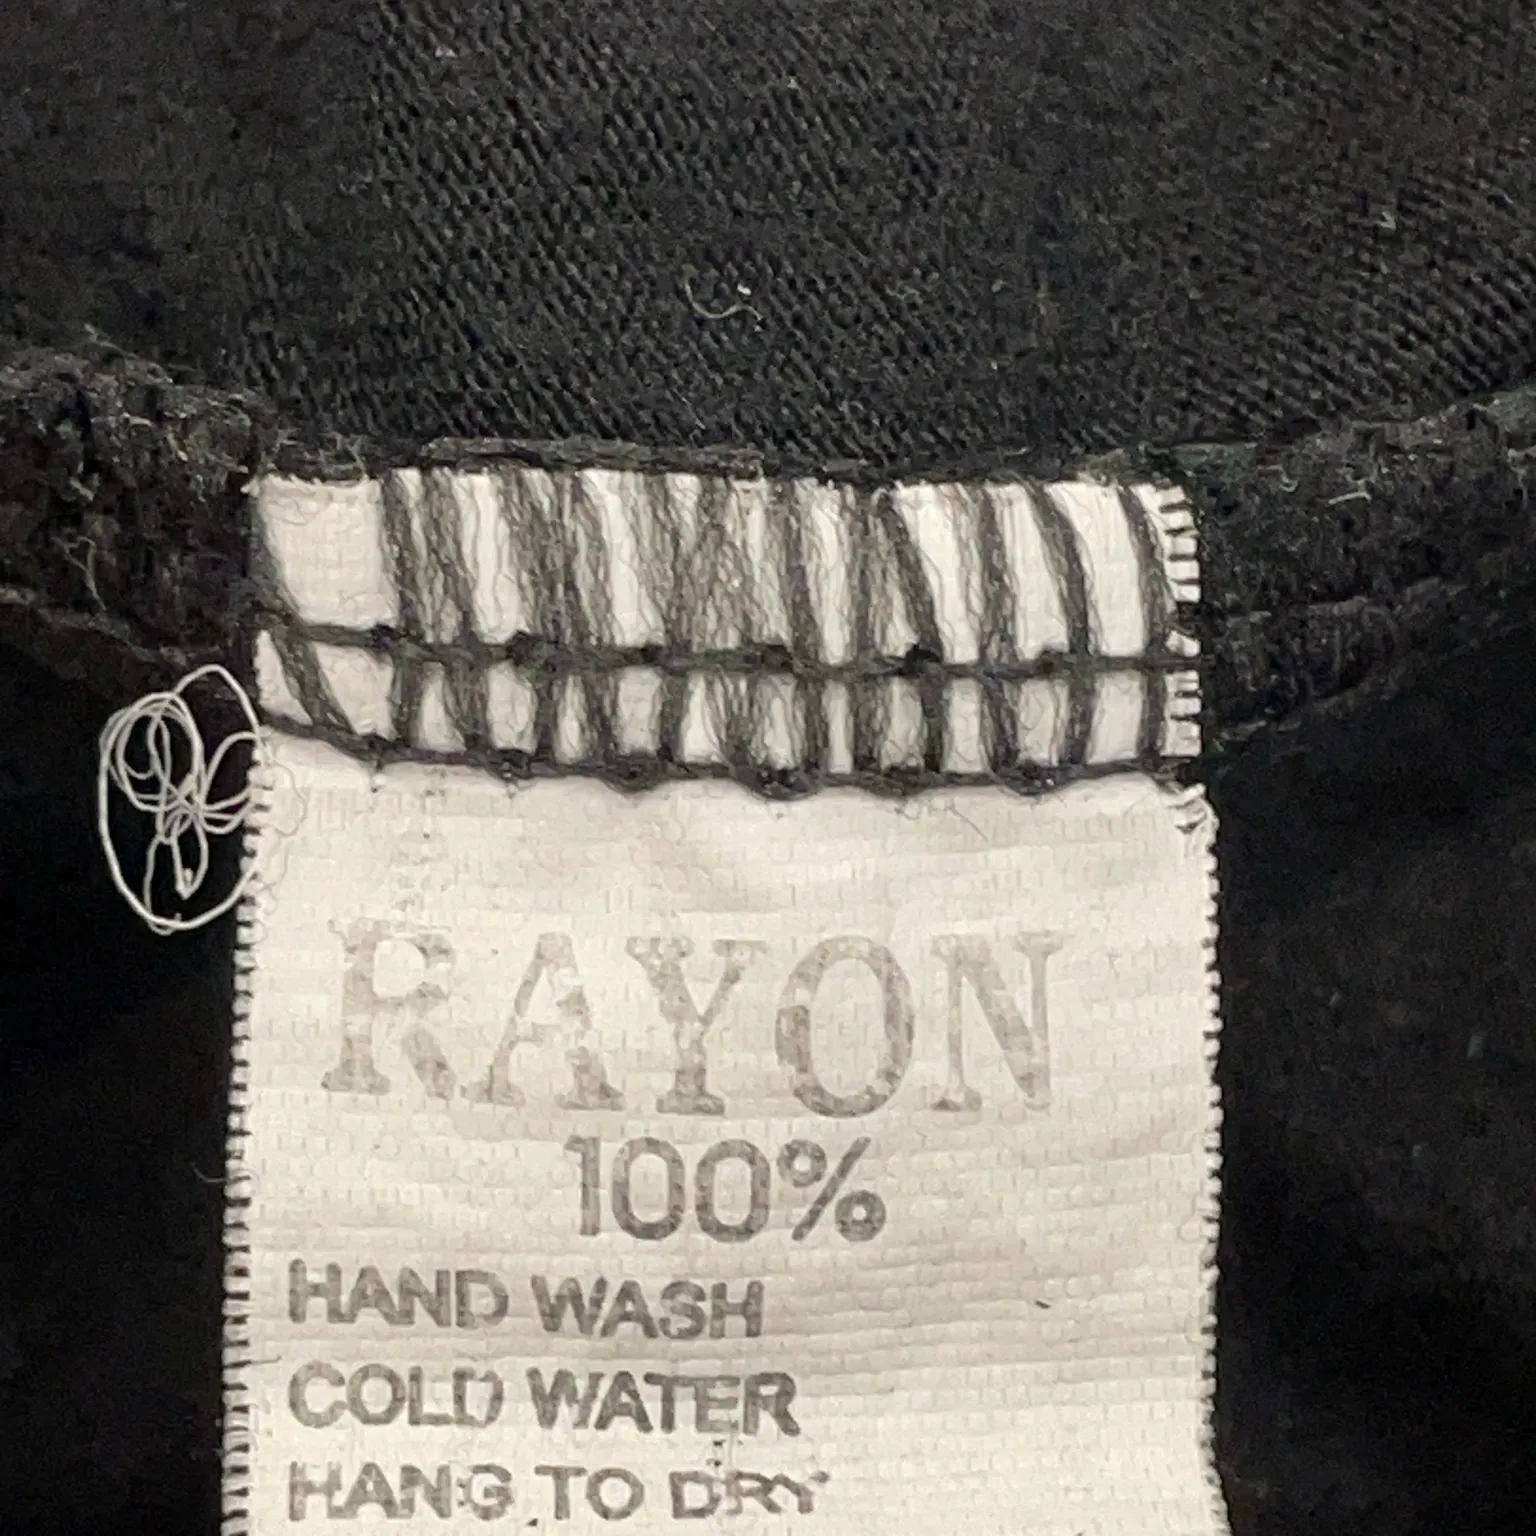 RAYON
100%
HAND WASH
COLD WATER
HANG TO DRY